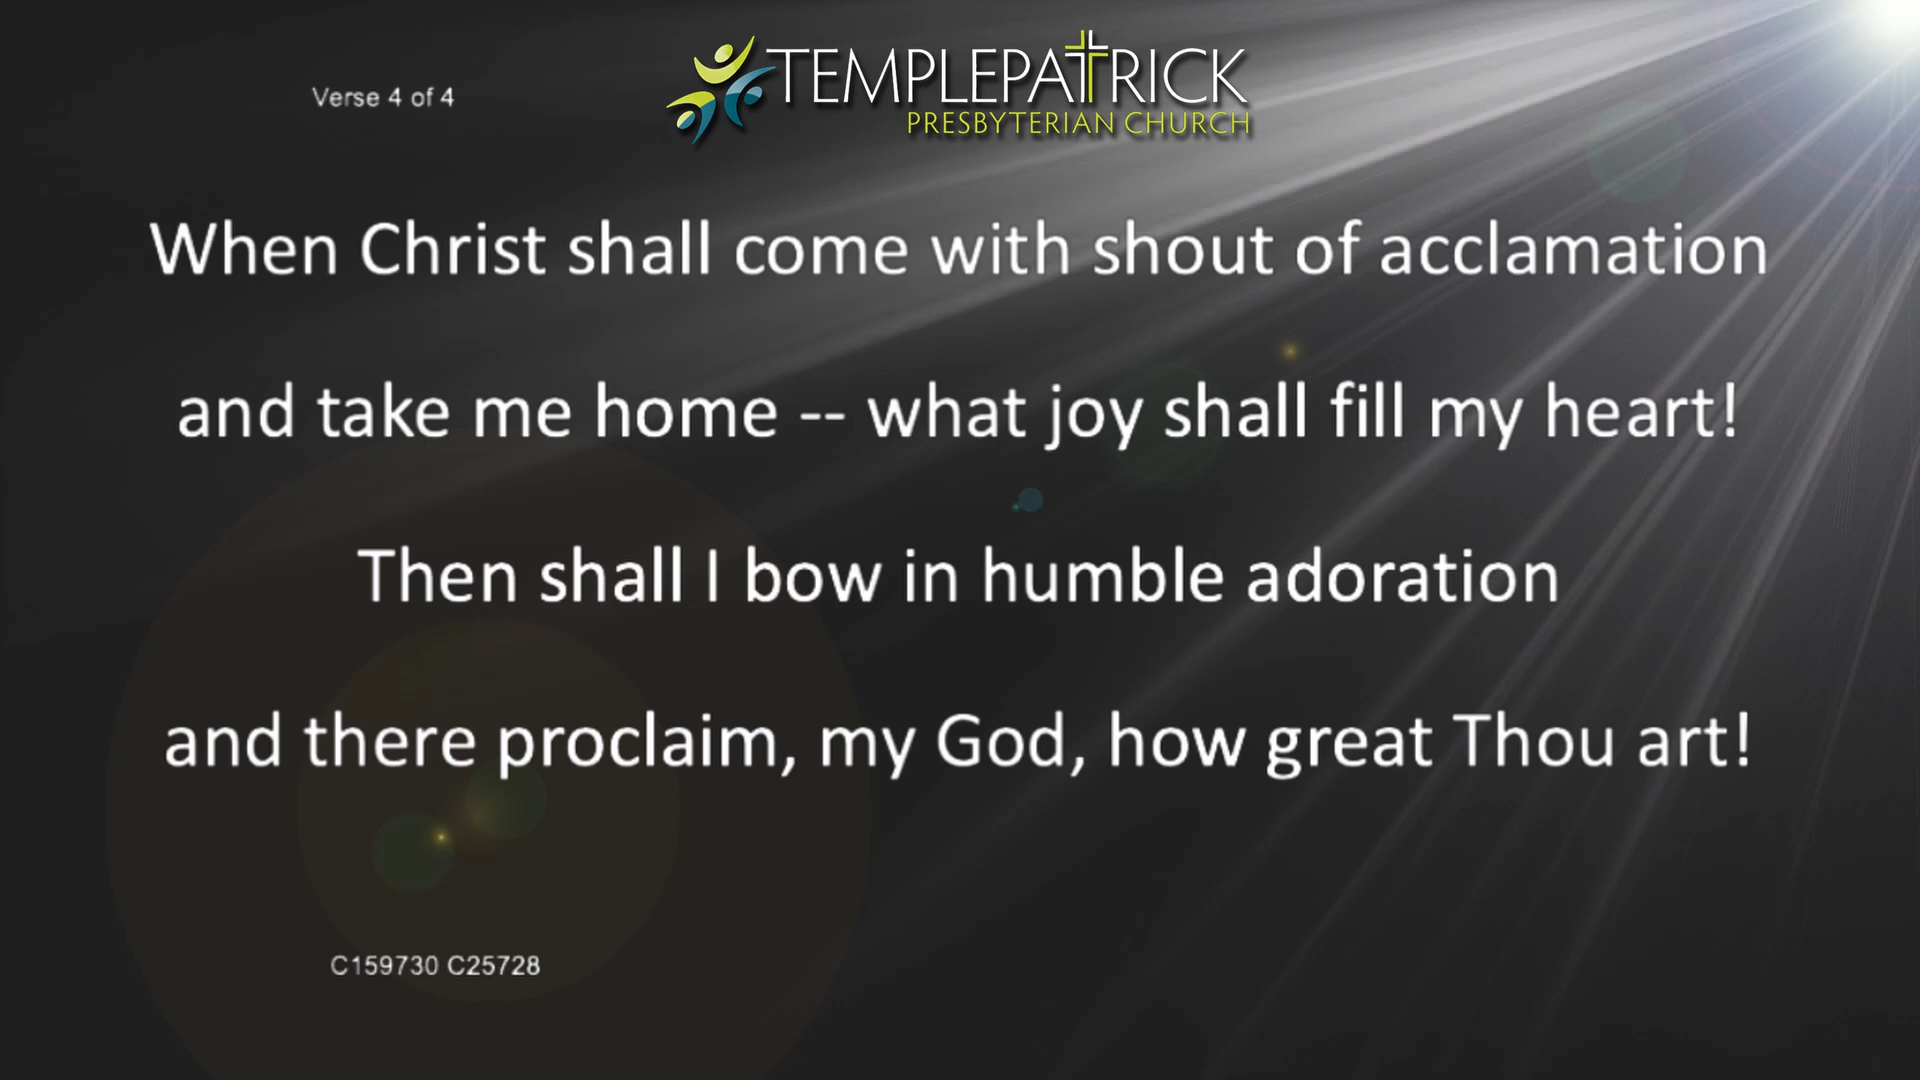 Verse 4 of 4
TEMPLEPATRICK
PRESBYTERIAN CHURCH
When Christ shall come with shout of acclamation
and take me home -- what joy shall fill my heart!
Then shall I bow in humble adoration
and there proclaim, my God, how great Thou art!
C159730 C25728